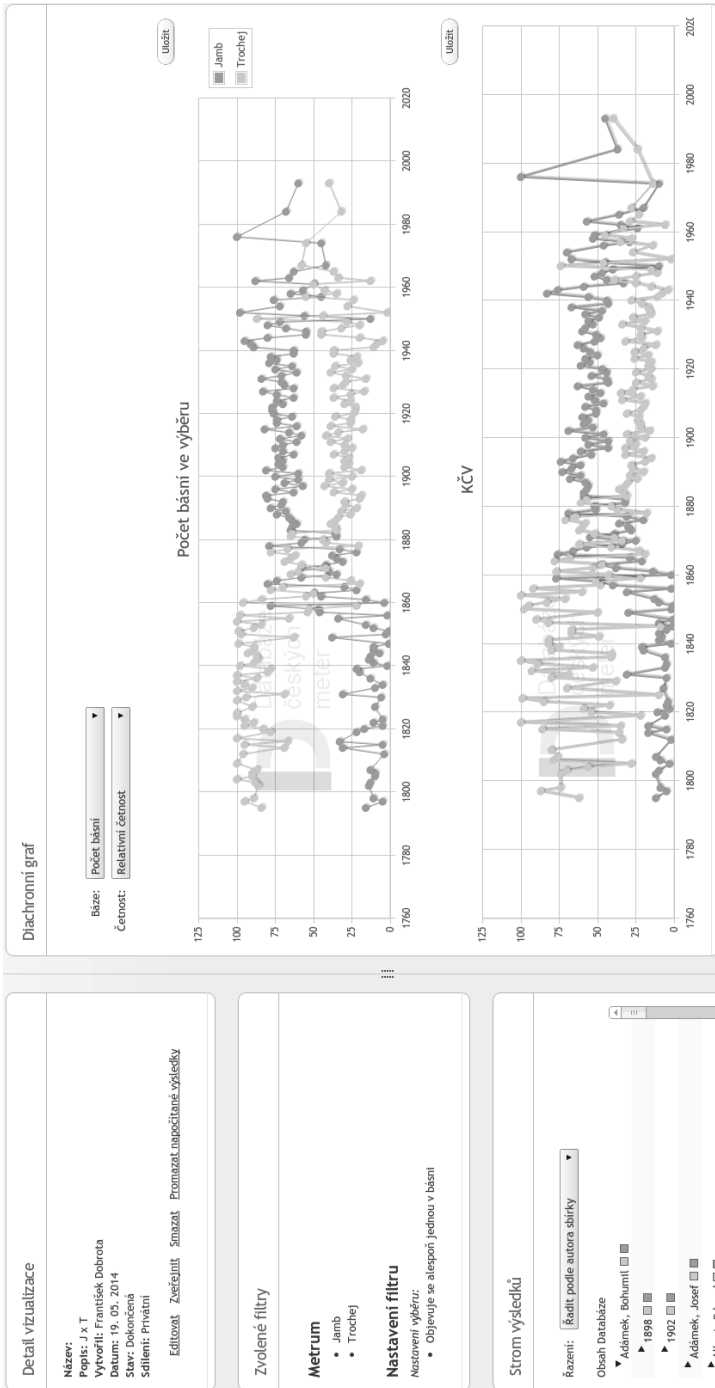 Detail vizualizace
Název:
Popis: J x T
Vytvořil: František Dobrota
Datum: 19. 05. 2014
Stav: Dokončená
Sdílení: Privátní
Editovat Zveřejnit Smazat Promazat napočítané výsledky
Zvolené filtry
Metrum
• Jamb
• Trochej
Nastavení filtru
Nastavení výběru:
• Objevuje se alespoň jednou v básni
Strom výsledků
Řazení: Řadit podle autora sbírky
Obsah Databáze
Adámek, Bohumil
1898
1902
Adámek, Josef
Diachronní graf
Báze: Počet básní
Četnost: Relativní četnost
Uložit
Počet básní ve výběru
Jamb
Trochej
125
100
75
50
25
0
1760 1780 1800 1820 1840 1860 1880 1900 1920 1940 1960 1980 2000 2020
českých
meter
Uložit
KČV
125
100
75
50
25
0
1760 1780 1800 1820 1840 1860 1880 1900 1920 1940 1960 1980 2000
meter